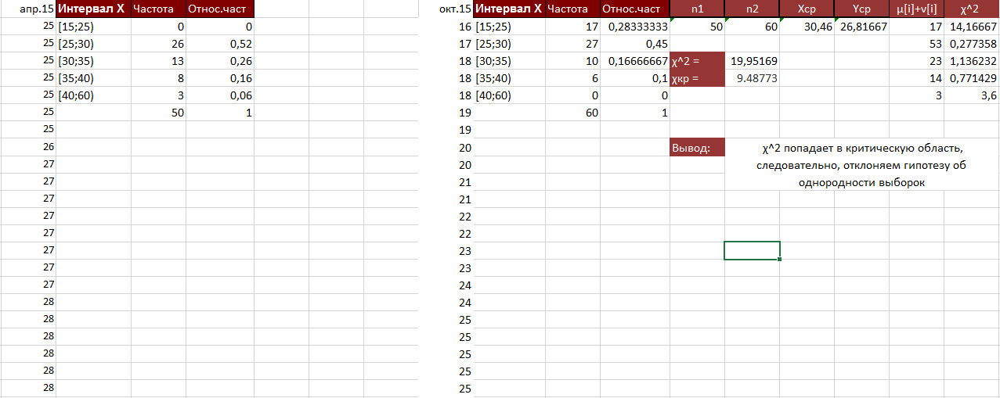 апр.15 Интервал X Частота Относ.част окт.15 Интервал X Частота Относ.част n1 n2 Xср Yср μ[i]+ν[i] χ^2
25 [15;25) 0 0 16 [15;25) 17 0,28333333 50 60 30,46 26,81667 17 14,16667
25 [25;30) 26 0,52 17 [25;30) 27 0,45 53 0,277358
25 [30;35) 13 0,26 18 [30;35) 10 0,16666667 χ^2 = 19,95169 23 1,136232
25 [35;40) 8 0,16 18 [35;40) 6 0,1 χкр = 9.48773 14 0,771429
25 [40;60) 3 0,06 18 [40;60) 0 0 3 3,6
25 50 1 19 60 1
25 19
26 20 Вывод: χ^2 попадает в критическую область,
27 20 следовательно, отклоняем гипотезу об
27 21 однородности выборок
27 21
27 22
27 22
27 23
27 23
27 24
28 24
28 25
28 25
28 25
28 25
28 25